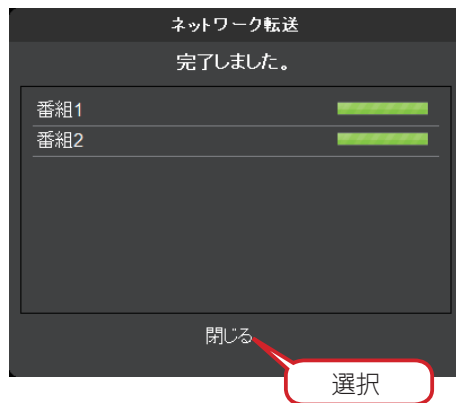 ネットワーク転送
完了しました。
番組1
番組2
閉じる
選択